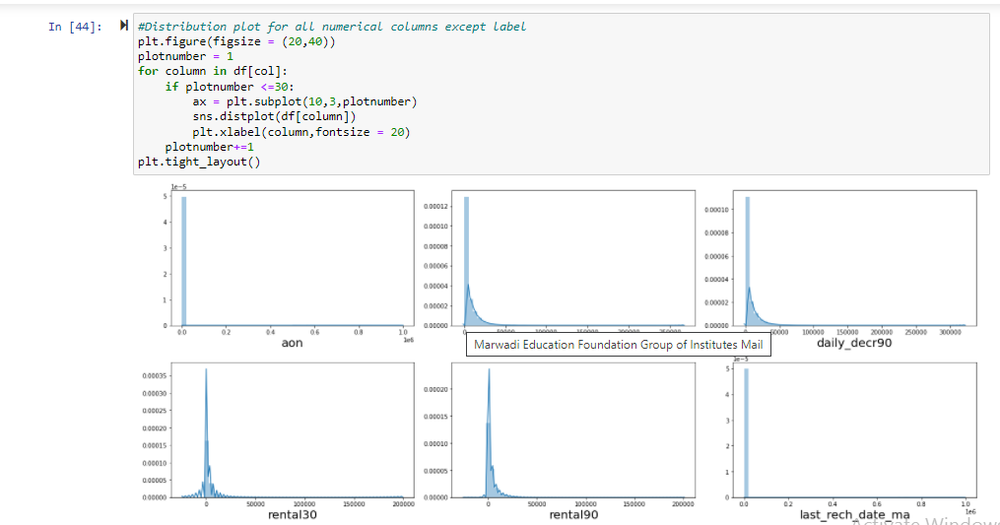 In [44]:
#Distribution plot for all numerical columns except label
plt.figure(figsize = (20,40))
plotnumber = 1
for column in df[col]:
    if plotnumber <=30:
        ax = plt.subplot(10,3,plotnumber)
        sns.distplot(df[column])
        plt.xlabel(column,fontsize = 20)
    plotnumber+=1
plt.tight_layout()
1e-5
5
4
3
2
1
0
0.0 0.2 0.4 0.6 0.8 1.0
1e6
aon
0.00012
0.00010
0.00008
0.00006
0.00004
0.00002
0.00000
Marwadi Education Foundation Group of Institutes Mail
0.00010
0.00008
0.00006
0.00004
0.00002
0.00000
50000 100000 150000 200000 250000 300000
daily_decr90
0.00035
0.00030
0.00025
0.00020
0.00015
0.00010
0.00005
0.00000
0 50000 100000 150000 200000
rental30
0.00020
0.00015
0.00010
0.00005
0.00000
0 50000 100000 150000 200000
rental90
1e-5
5
4
3
2
1
0
0.0 0.2 0.4 0.6 0.8 1.0
1e6
last_rech_date_ma
Activate Windows